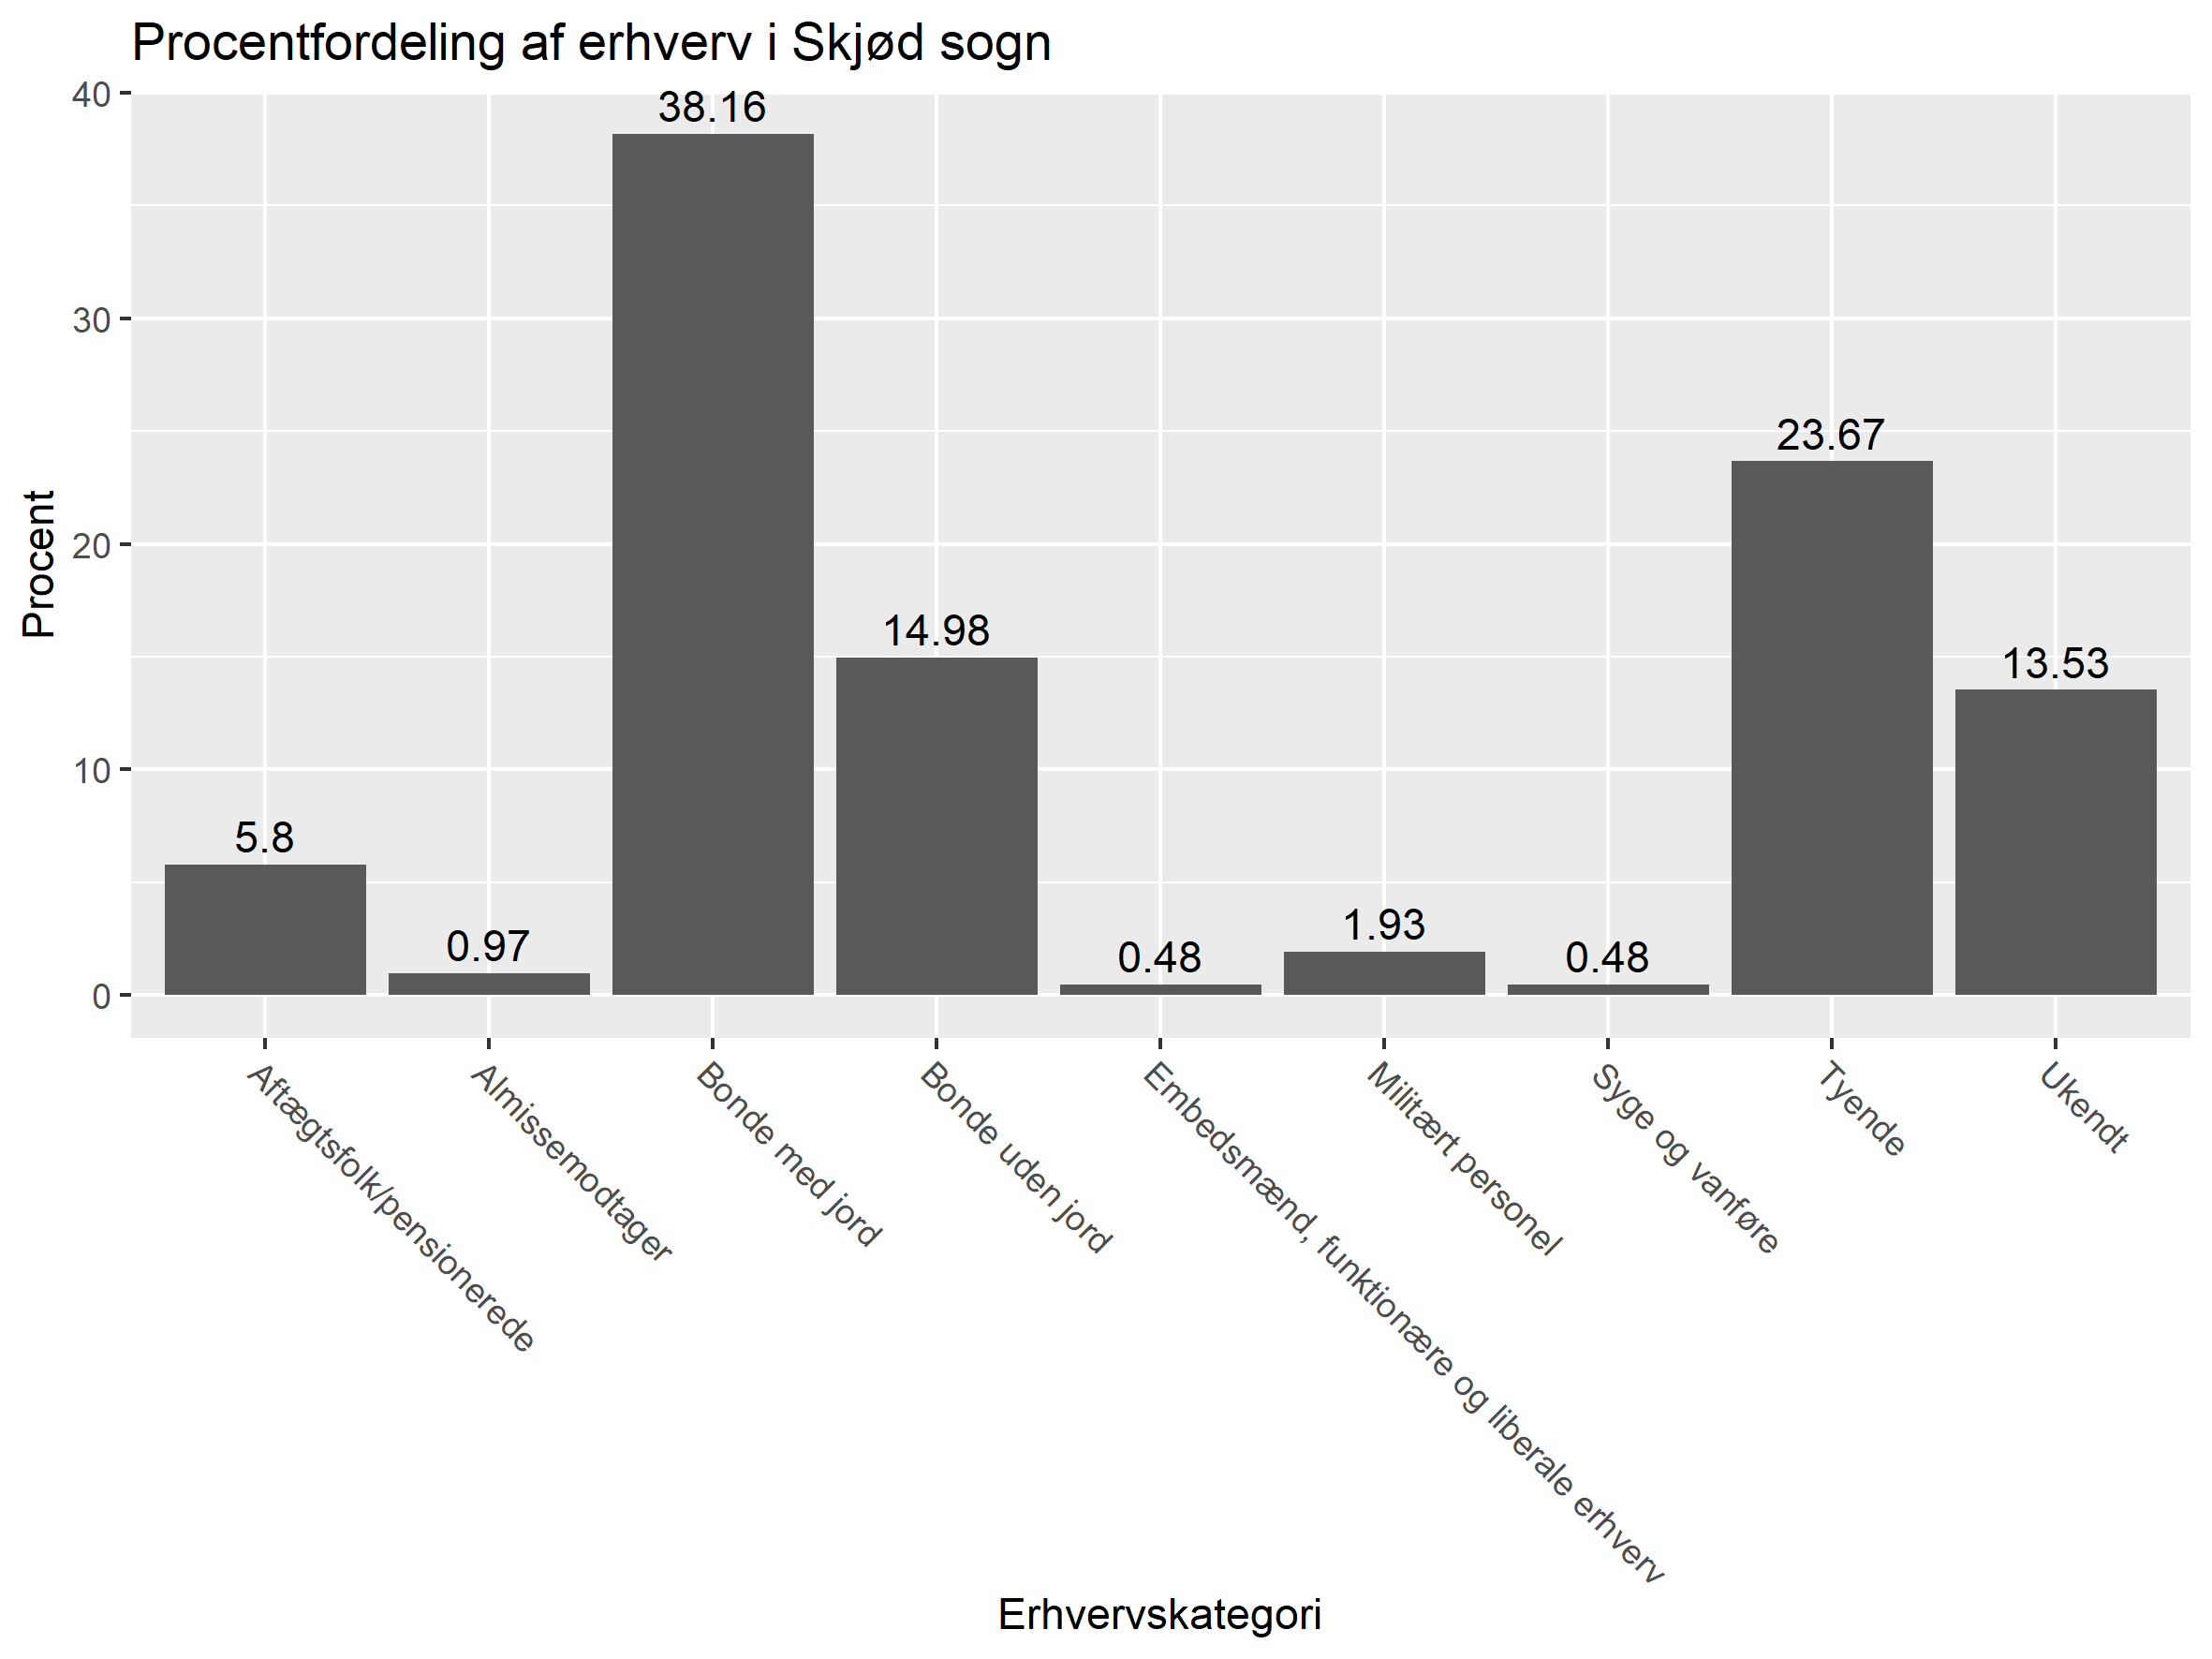 Procentfordeling af erhverv i Skjød sogn
40
30
20
10
0
Procent
5.8
0.97
38.16
14.98
0.48
1.93
0.48
23.67
13.53
Aftægtsfolk/pensionerede
Almissemodtager
Bonde med jord
Bonde uden jord
Embedsmænd, funktionære og liberale erhverv
Militært personel
Syge og vanføre
Tyende
Ukendt
Erhvervskategori